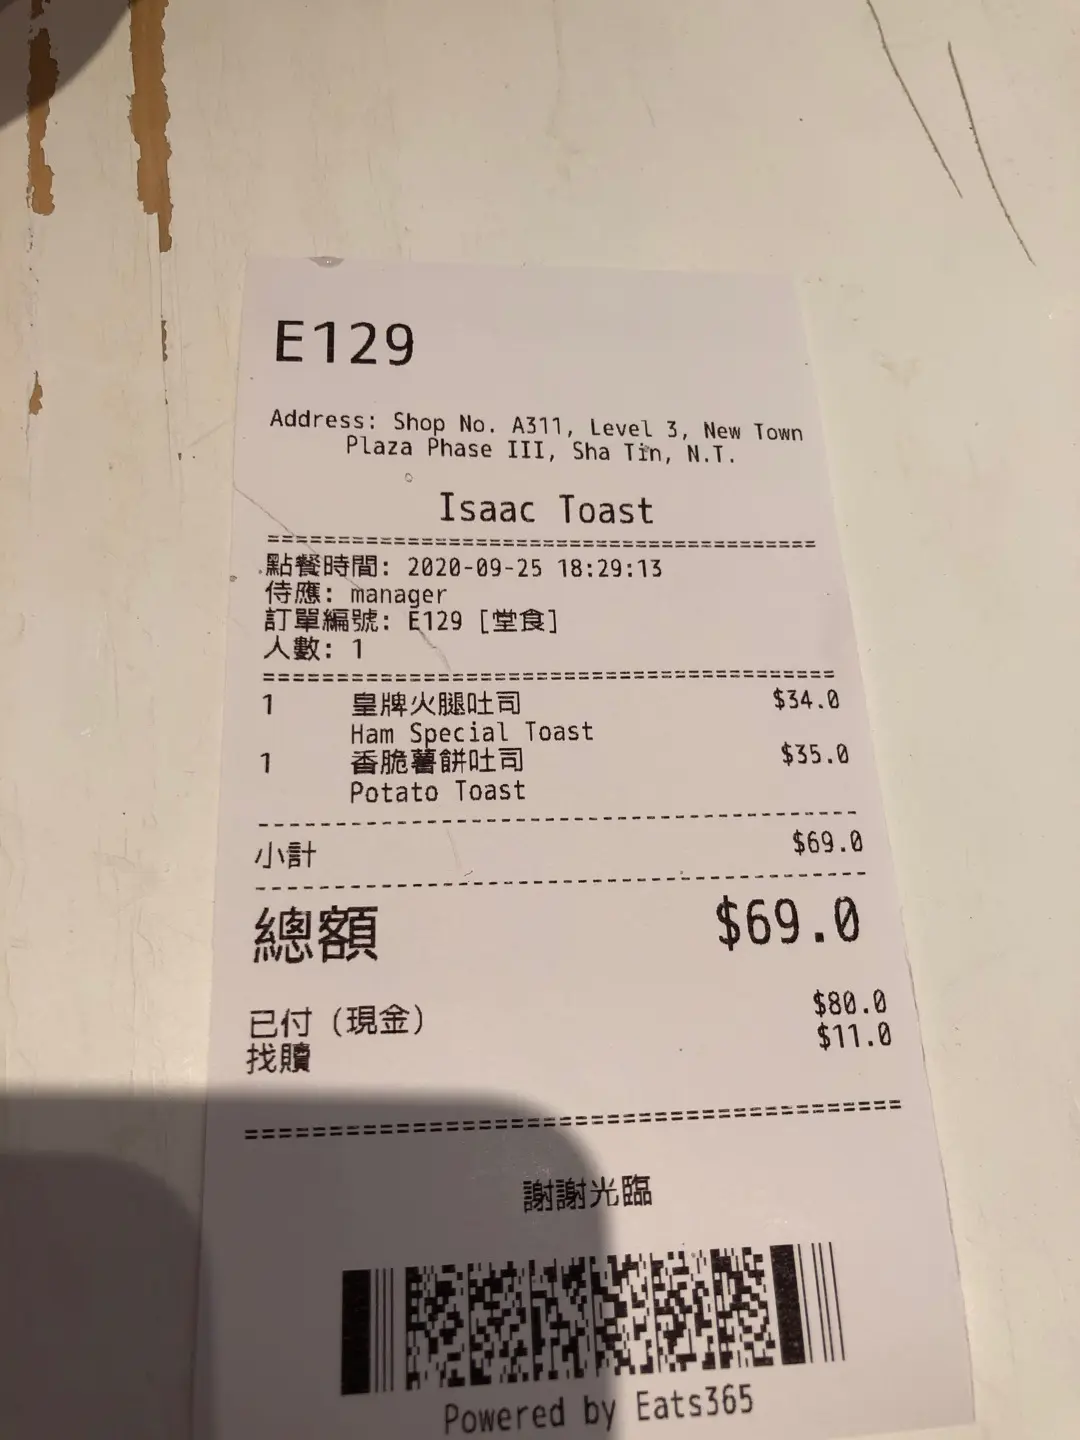 E129
Address: Shop No. A311, Level 3, New Town
Plaza Phase III, Sha Tin, N.T.
Isaac Toast
========================================
點餐時間: 2020-09-25 18:29:13
侍應: manager
訂單編號: E129 [堂食]
人數: 1
========================================
1 皇牌火腿吐司 $34.0
Ham Special Toast
1 香脆薯餅吐司 $35.0
Potato Toast
----------------------------------------
小計 $69.0
----------------------------------------
總額 $69.0
已付 (現金) $80.0
找贖 $11.0
========================================
謝謝光臨
Powered by Eats365